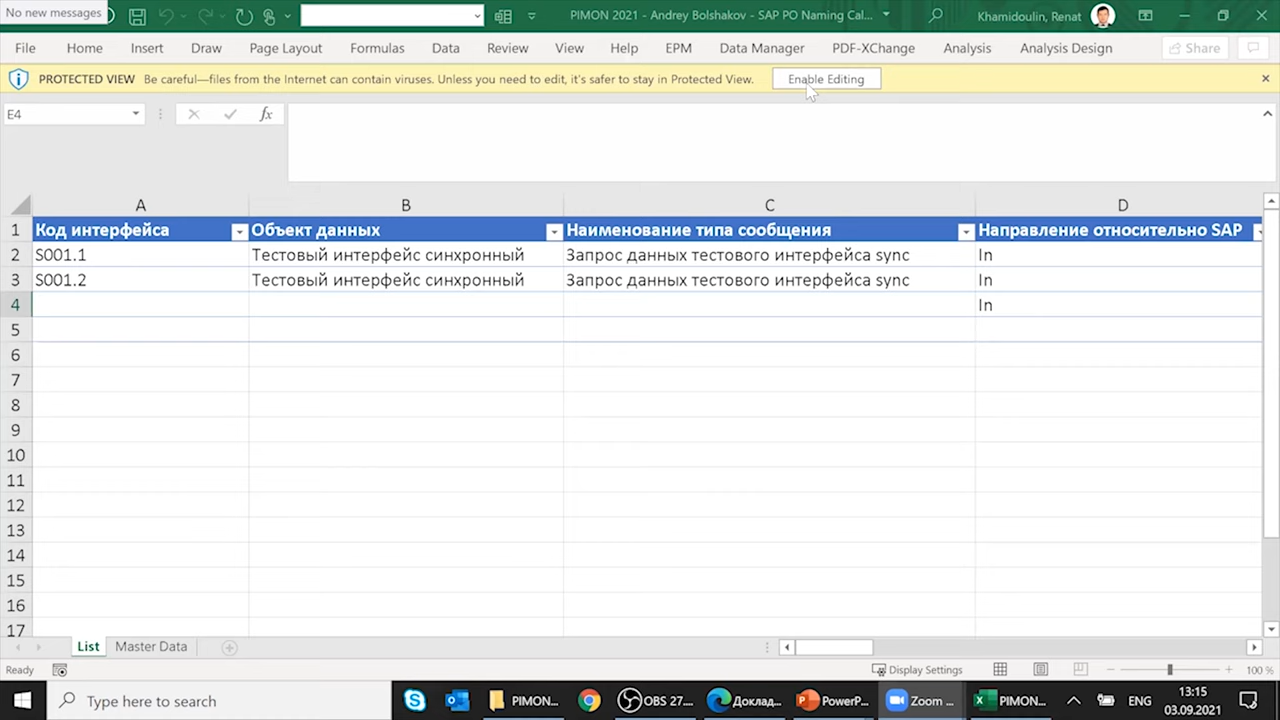 No new messages
PIMON 2021 - Andrey Bolshakov - SAP PO Naming Cal...
Khamidoulin, Renat
File Home Insert Draw Page Layout Formulas Data Review View Help EPM Data Manager PDF-XChange Analysis Analysis Design Share
PROTECTED VIEW Be careful—files from the Internet can contain viruses. Unless you need to edit, it's safer to stay in Protected View. Enable Editing
E4 fx
A B C D
1 Код интерфейса Объект данных Наименование типа сообщения Направление относительно SAP
2 S001.1 Тестовый интерфейс синхронный Запрос данных тестового интерфейса sync In
3 S001.2 Тестовый интерфейс синхронный Запрос данных тестового интерфейса sync In
4 In
5
6
7
8
9
10
11
12
13
14
15
16
17
List Master Data
Ready Display Settings 100 %
Type here to search PIMON... OBS 27.... Доклад... PowerP... Zoom ... PIMON... ENG 13:15
03.09.2021